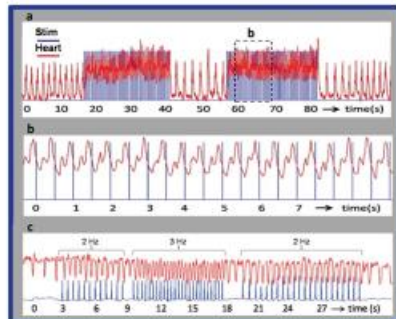 a
Stim
Heart
b
0 10 20 30 40 50 60 70 80 → time(s)
b
0 1 2 3 4 5 6 7 → time(s)
c
2 Hz 3 Hz 2 Hz
0 3 6 9 12 15 18 21 24 27 → time(s)